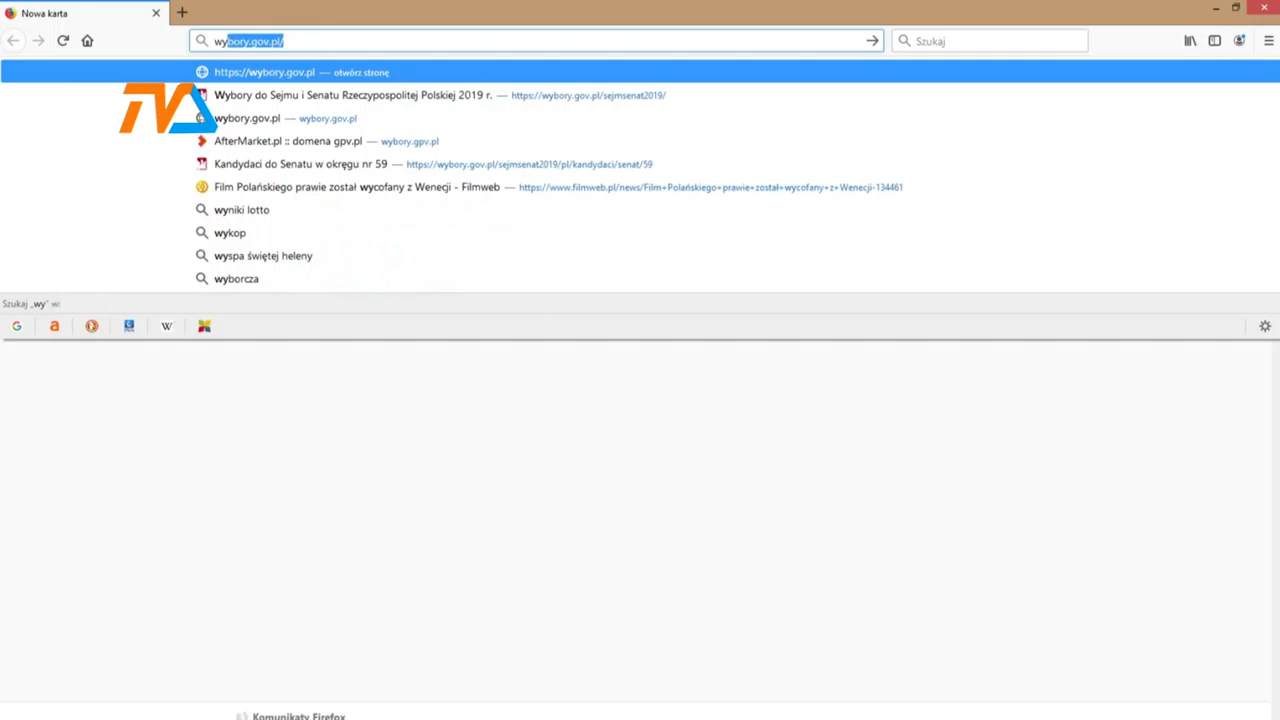 Nowa karta
wybory.gov.pl/
Szukaj
https://wybory.gov.pl — otwórz stronę
Wybory do Sejmu i Senatu Rzeczypospolitej Polskiej 2019 r. — https://wybory.gov.pl/sejmsenat2019/
wybory.gov.pl — wybory.gov.pl
AfterMarket.pl :: domena gpv.pl — wybory.gpv.pl
Kandydaci do Senatu w okręgu nr 59 — https://wybory.gov.pl/sejmsenat2019/pl/kandydaci/senat/59
Film Polańskiego prawie został wycofany z Wenecji - Filmweb — https://www.filmweb.pl/news/Film+Polańskiego+prawie+został+wycofany+z+Wenecji-134461
wyniki lotto
wykop
wyspa świętej heleny
wyborcza
TVA
Szukaj „wy" w:
Komunikaty Firefox